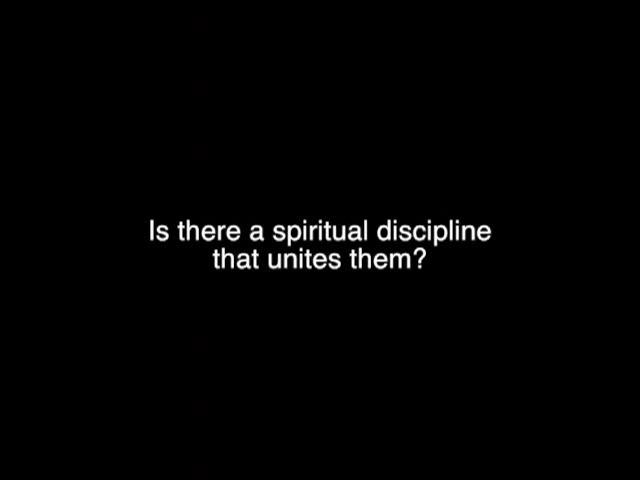 Is there a spiritual discipline
that unites them?